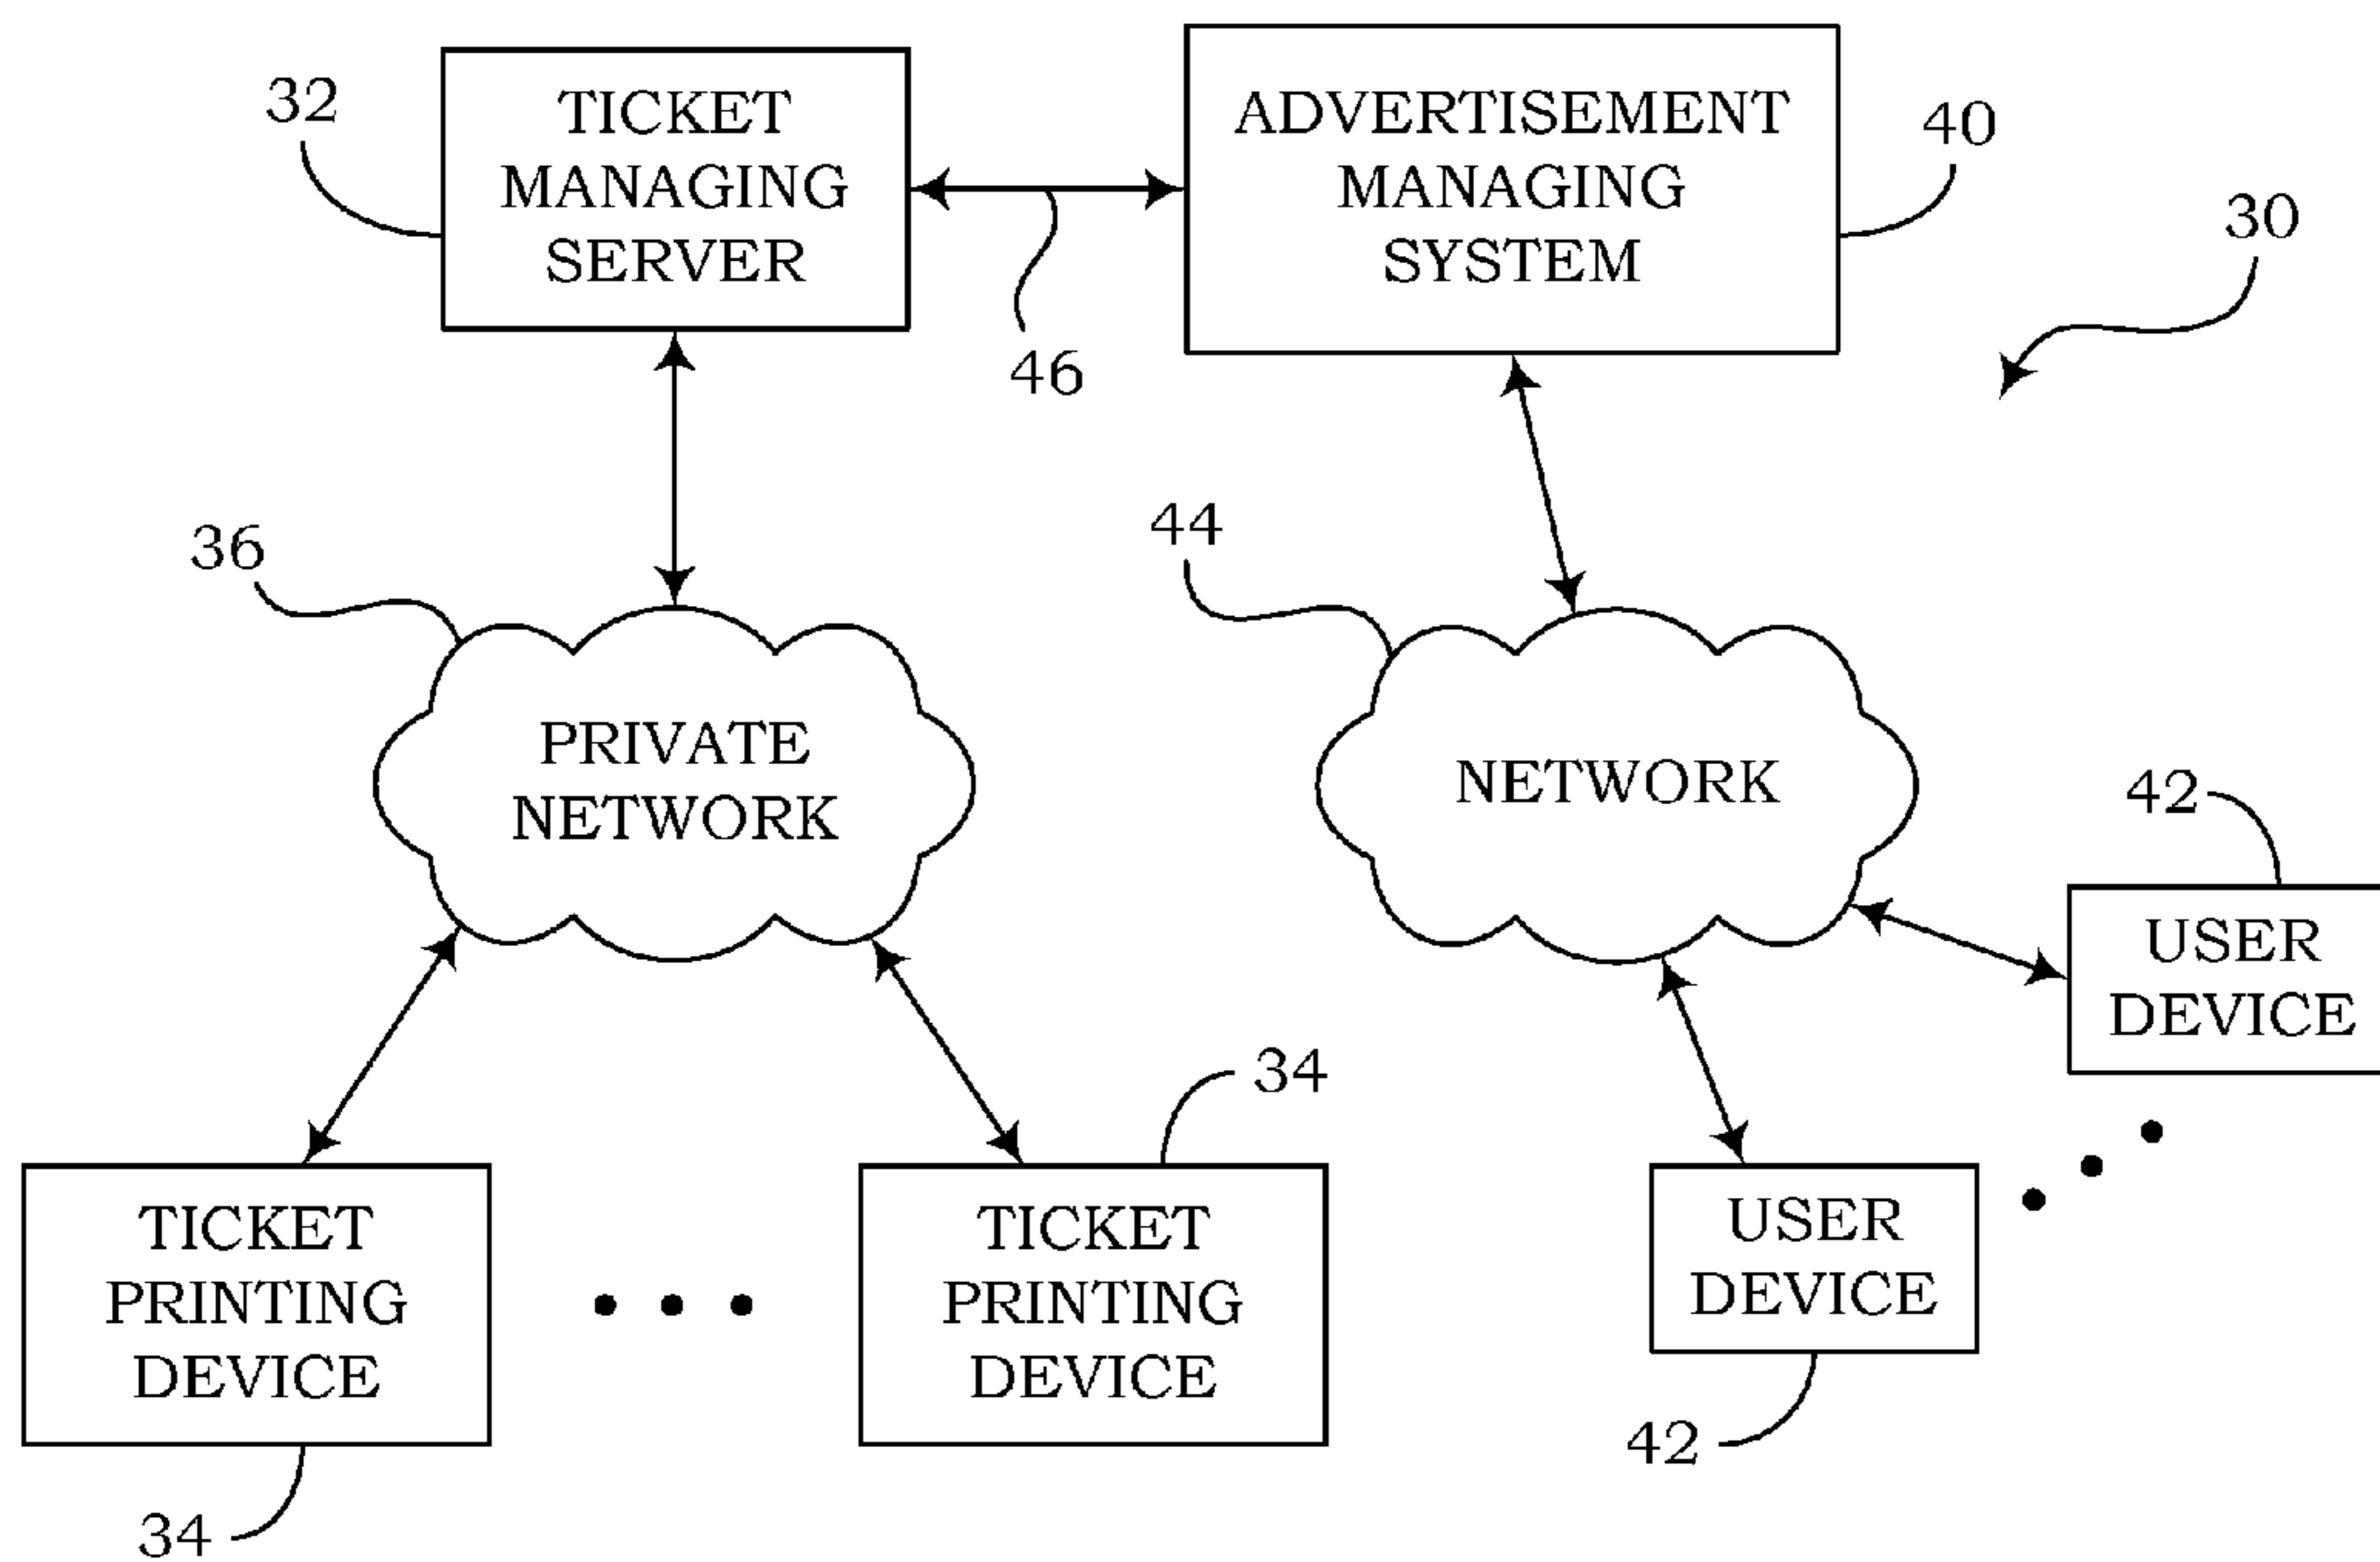 32
TICKET
MANAGING
SERVER
46
ADVERTISEMENT
MANAGING
SYSTEM
40
30
36
PRIVATE
NETWORK
44
NETWORK
42
USER
DEVICE
34
TICKET
PRINTING
DEVICE
34
TICKET
PRINTING
DEVICE
USER
DEVICE
42